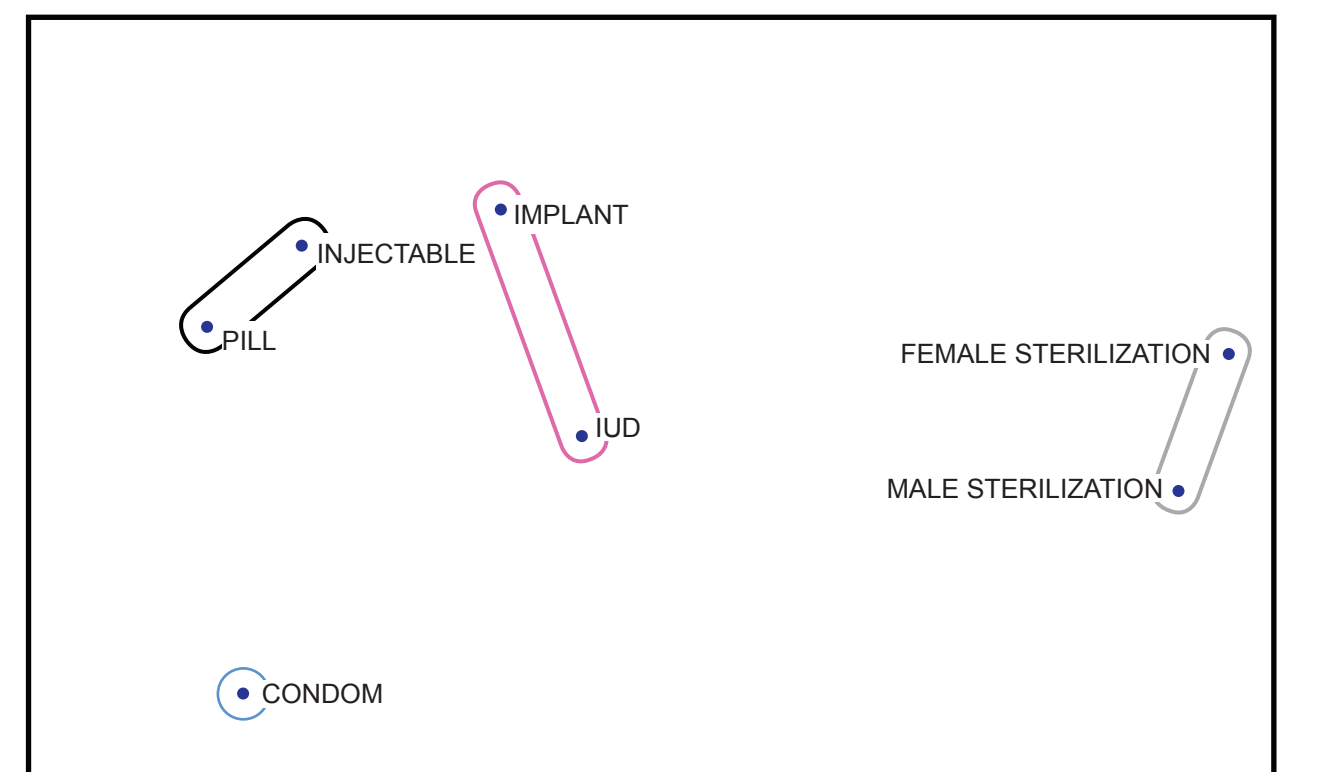 IMPLANT
INJECTABLE
PILL
FEMALE STERILIZATION
IUD
MALE STERILIZATION
CONDOM